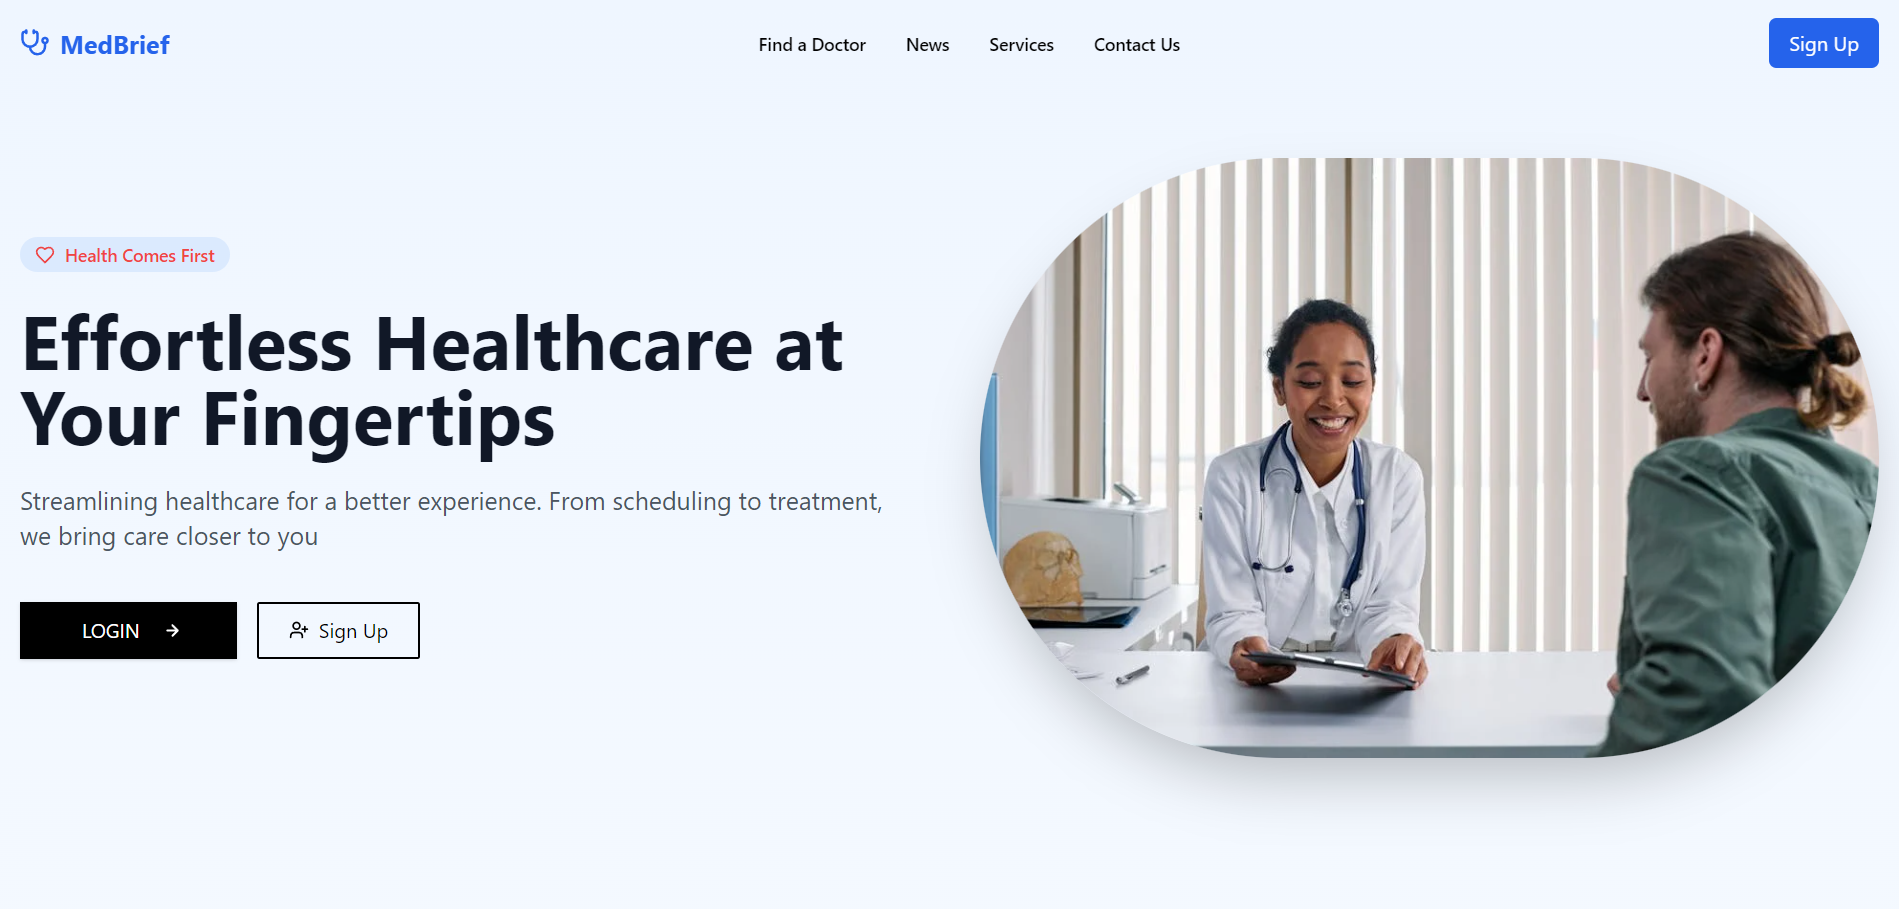 MedBrief
Find a Doctor
News
Services
Contact Us
Sign Up
Health Comes First
Effortless Healthcare at
Your Fingertips
Streamlining healthcare for a better experience. From scheduling to treatment,
we bring care closer to you
LOGIN
Sign Up